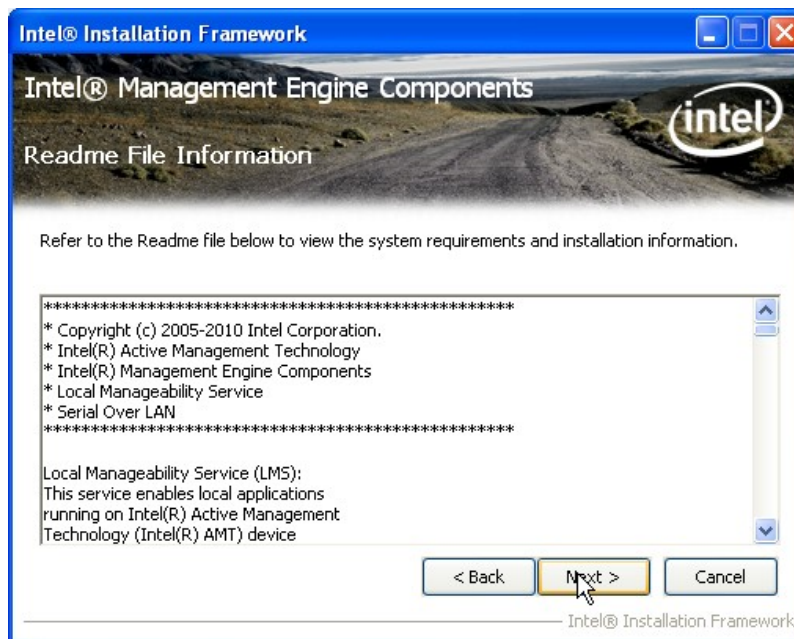 Intel® Installation Framework
Intel® Management Engine Components
intel
Readme File Information
Refer to the Readme file below to view the system requirements and installation information.
**************************************************
* Copyright (c) 2005-2010 Intel Corporation.
* Intel(R) Active Management Technology
* Intel(R) Management Engine Components
* Local Manageability Service
* Serial Over LAN
**************************************************
Local Manageability Service (LMS):
This service enables local applications
running on Intel(R) Active Management
Technology (Intel(R) AMT) device
< Back
Next >
Cancel
Intel® Installation Framework